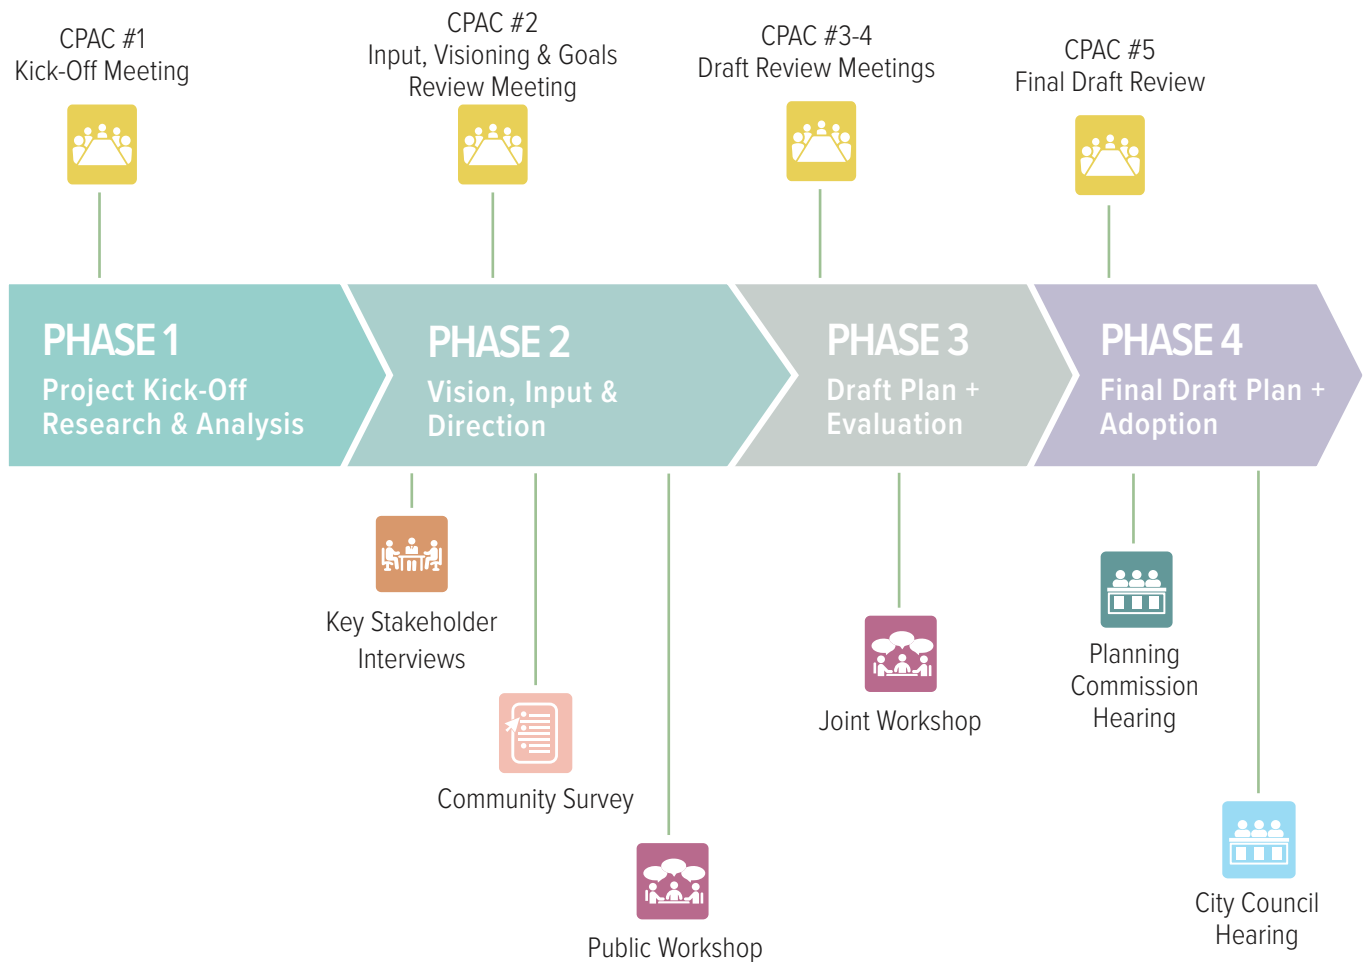 CPAC #1
Kick-Off Meeting
CPAC #2
Input, Visioning & Goals
Review Meeting
CPAC #3-4
Draft Review Meetings
CPAC #5
Final Draft Review
PHASE 1
Project Kick-Off
Research & Analysis
PHASE 2
Vision, Input &
Direction
PHASE 3
Draft Plan +
Evaluation
PHASE 4
Final Draft Plan +
Adoption
Key Stakeholder
Interviews
Community Survey
Public Workshop
Joint Workshop
Planning
Commission
Hearing
City Council
Hearing